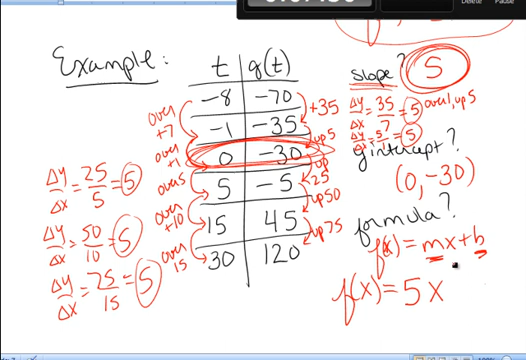 Example:
t g(t)
-8 -70
-1 -35
0 -30
5 -5
15 45
30 120
over +7
over +1
over 5
over +10
over 15
+35
up 5
up
25
up 50
up 75
Δy/Δx = 25/5 = 5
Δy/Δx = 50/10 = 5
Δy/Δx = 75/15 = 5
slope? 5
Δy/Δx = 35/7 = 5 over 1, up 5
Δy/Δx = 5/1 = 5
y intercept?
(0, -30)
formula?
f(x) = mx + b
f(x) = 5x
Delete
Pause